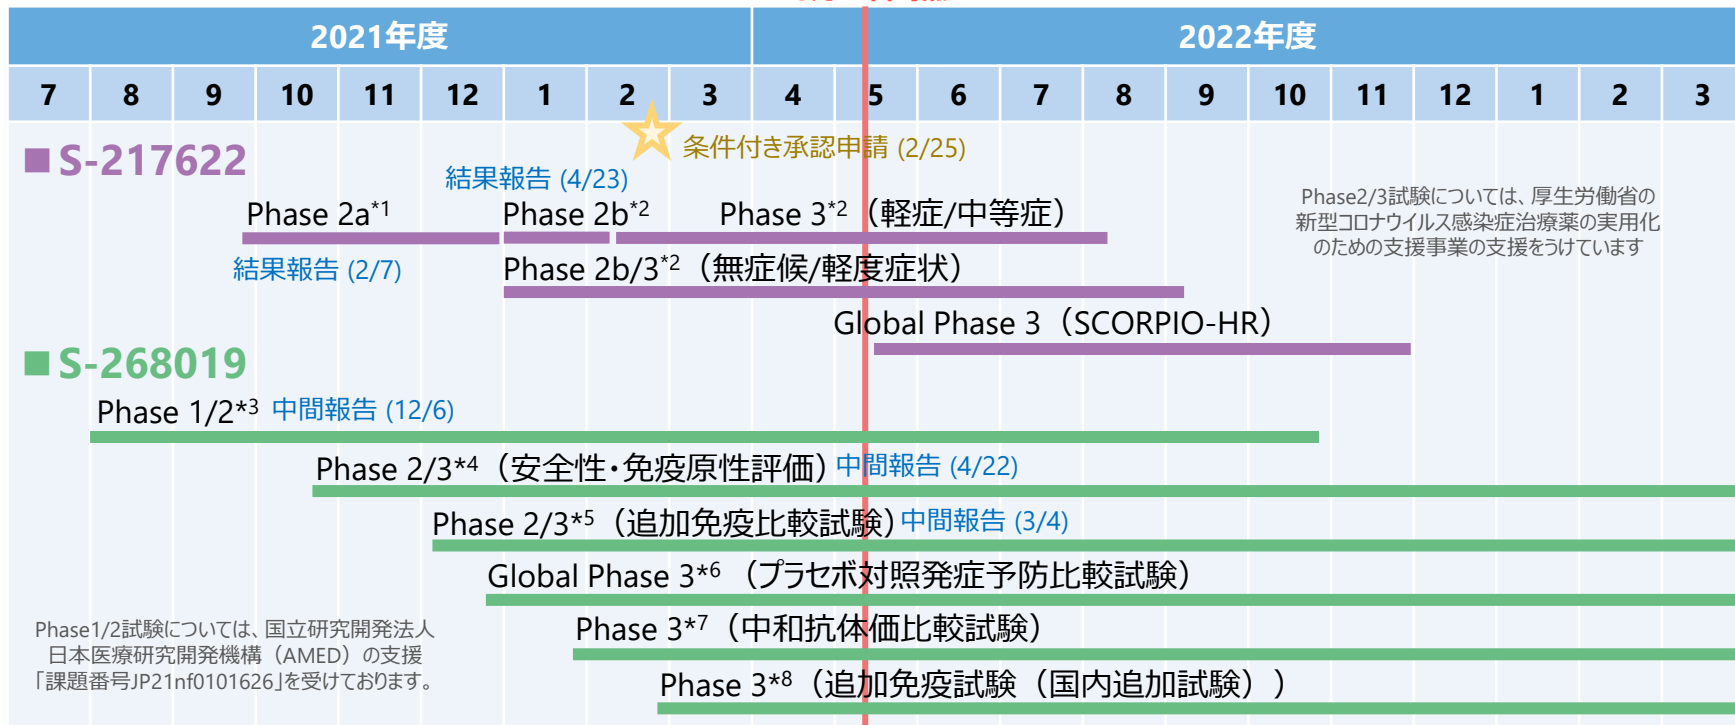 2021年度 2022年度
7 8 9 10 11 12 1 2 3 4 5 6 7 8 9 10 11 12 1 2 3
条件付き承認申請 (2/25)
■ S-217622
結果報告 (4/23)
Phase 2a*1 Phase 2b*2 Phase 3*2（軽症/中等症）
結果報告 (2/7)
Phase 2b/3*2（無症候/軽度症状）
Phase2/3試験については、厚生労働省の
新型コロナウイルス感染症治療薬の実用化
のための支援事業の支援をうけています
Global Phase 3（SCORPIO-HR）
■ S-268019
Phase 1/2*3 中間報告 (12/6)
Phase 2/3*4（安全性・免疫原性評価）中間報告 (4/22)
Phase 2/3*5（追加免疫比較試験）中間報告 (3/4)
Global Phase 3*6（プラセボ対照発症予防比較試験）
Phase 3*7（中和抗体価比較試験）
Phase 3*8（追加免疫試験（国内追加試験））
Phase1/2試験については、国立研究開発法人
日本医療研究開発機構（AMED）の支援
「課題番号JP21nf0101626」を受けております。